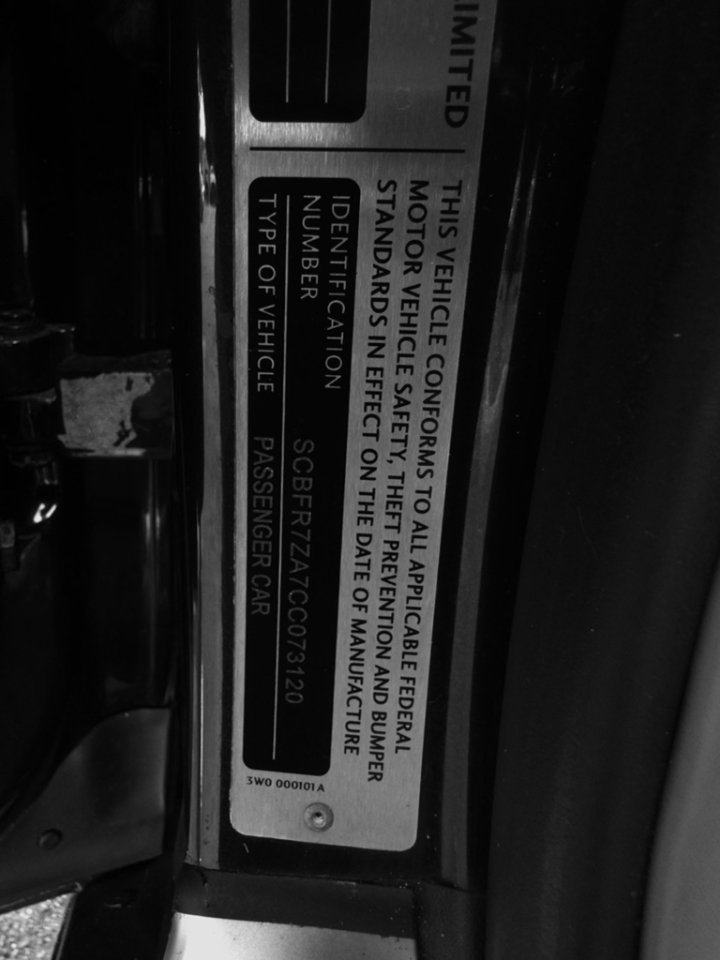 IMITED
THIS VEHICLE CONFORMS TO ALL APPLICABLE FEDERAL
MOTOR VEHICLE SAFETY, THEFT PREVENTION AND BUMPER
STANDARDS IN EFFECT ON THE DATE OF MANUFACTURE
IDENTIFICATION
NUMBER SCBFR7ZA7CC073120
TYPE OF VEHICLE PASSENGER CAR
3W0 000101A